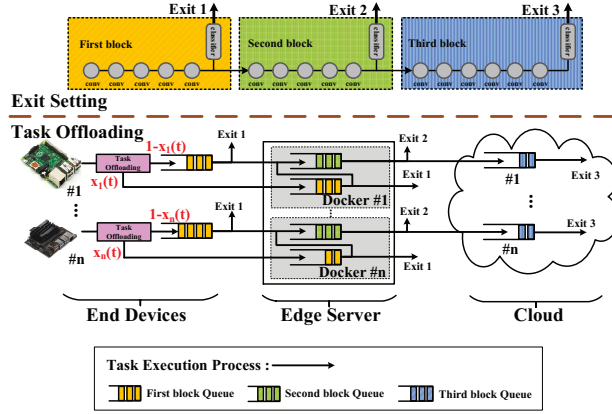 Exit 1
Exit 2
Exit 3
First block
Second block
Third block
classifier
classifier
classifier
conv conv conv conv conv
conv conv conv conv conv
conv conv conv conv conv conv
Exit Setting
Task Offloading
Task Offloading
1-x₁(t)
x₁(t)
#1
Exit 1
Exit 2
Exit 1
Docker #1
#1
Exit 3
Task Offloading
1-xₙ(t)
xₙ(t)
#n
Exit 1
Exit 2
Exit 1
Docker #n
#n
Exit 3
End Devices
Edge Server
Cloud
Task Execution Process :
First block Queue
Second block Queue
Third block Queue